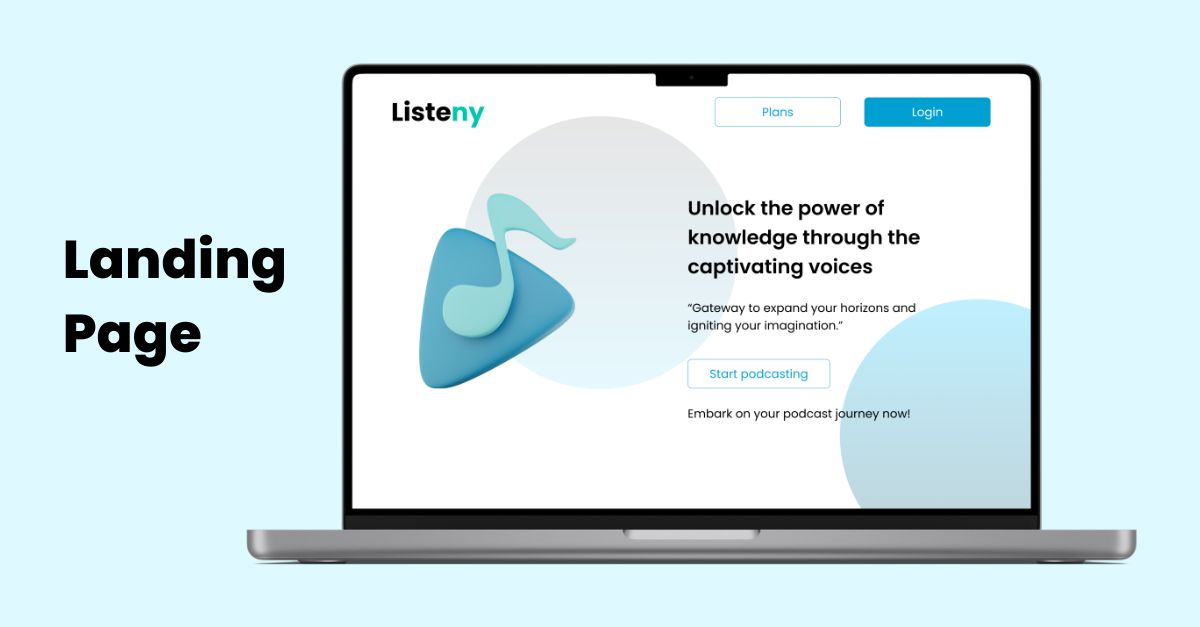 Landing
Page
Listeny
Plans
Login
Unlock the power of
knowledge through the
captivating voices
“Gateway to expand your horizons and
igniting your imagination.”
Start podcasting
Embark on your podcast journey now!